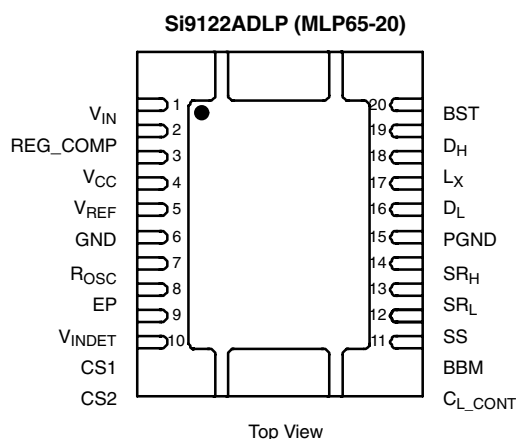 Si9122ADLP (MLP65-20)
V_IN 1 20 BST
REG_COMP 2 19 D_H
V_CC 3 18 L_X
V_REF 4 17 D_L
GND 5 16 PGND
R_OSC 6 15 SR_H
EP 7 14 SR_L
V_INDET 8 13 SS
CS1 9 12 BBM
CS2 10 11 C_L_CONT
Top View